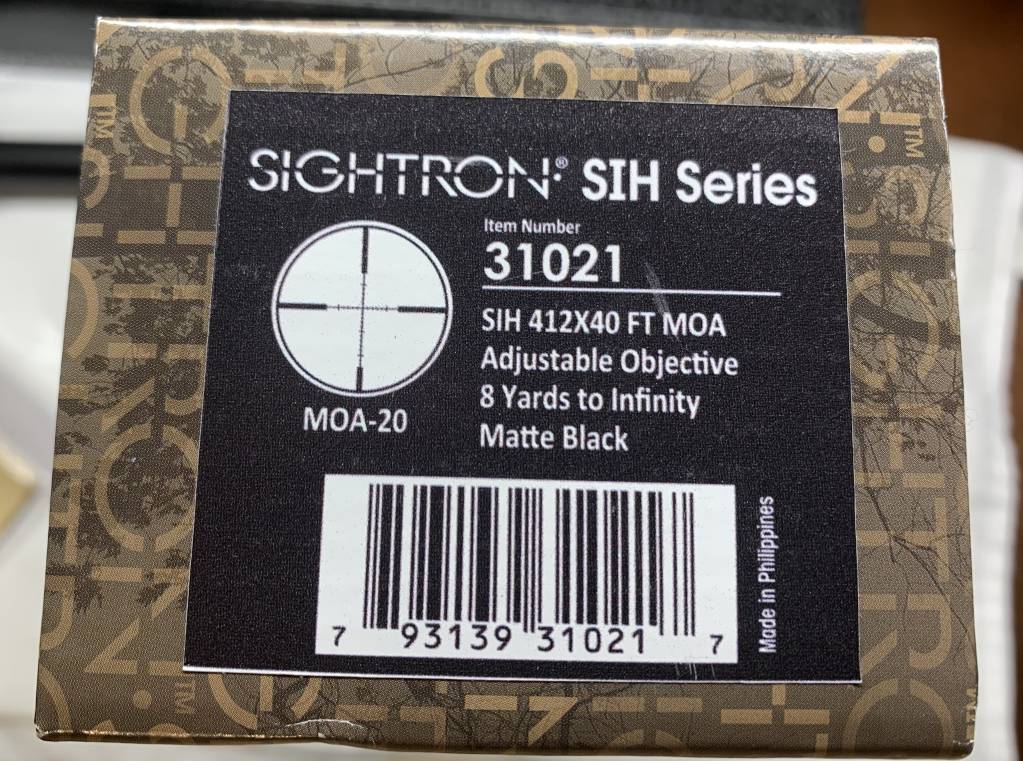 SIGHTRON® SIH Series
Item Number
31021
SIH 412X40 FT MOA
Adjustable Objective
8 Yards to Infinity
Matte Black
MOA-20
7 93139 31021 7
Made in Philippines